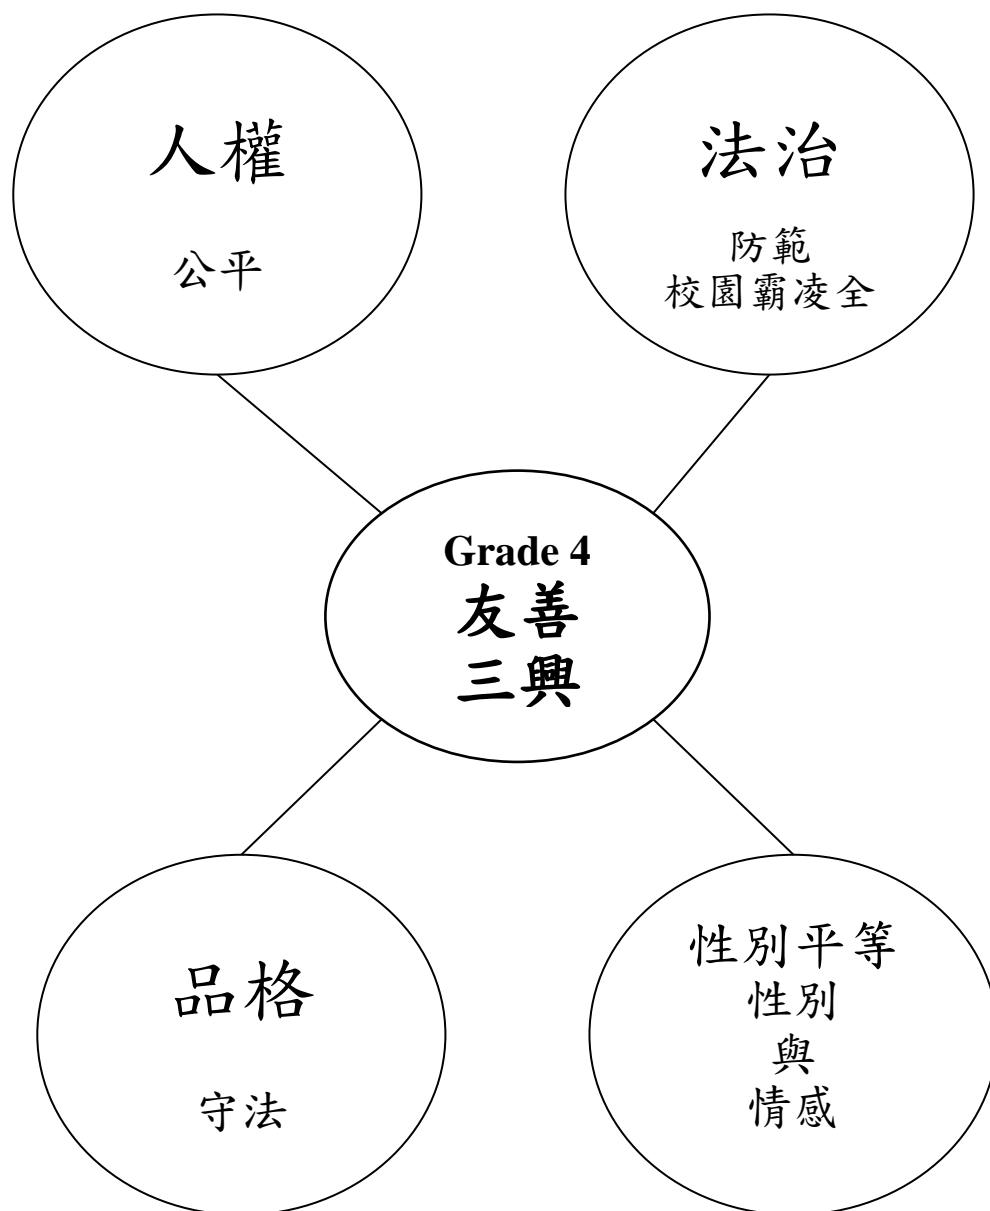 人權
公平
法治
防範
校園霸凌全
Grade 4
友善
三興
品格
守法
性別平等
性別
與
情感